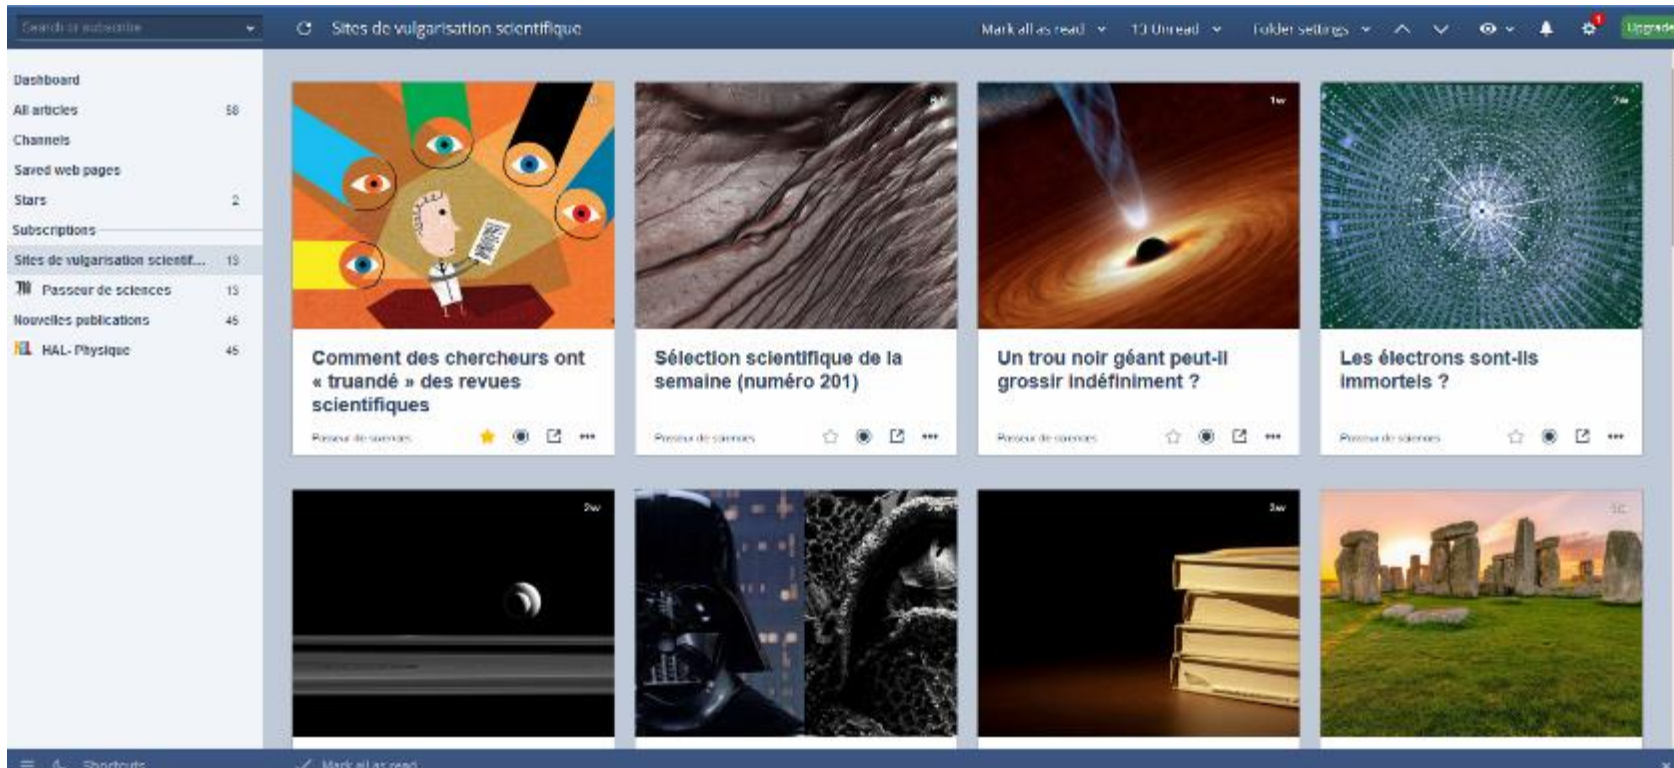 Search or subscribe
Sites de vulgarisation scientifique
Mark all as read
13 Unread
Folder settings
1
Upgrade
Dashboard
All articles 58
Channels
Saved web pages
Stars 2
Subscriptions
Sites de vulgarisation scientif... 13
Passeur de sciences 13
Nouvelles publications 45
HAL- Physique 45
1w
2w
Comment des chercheurs ont
« truandé » des revues
scientifiques
Passeur de sciences
Sélection scientifique de la
semaine (numéro 201)
Passeur de sciences
Un trou noir géant peut-il
grossir indéfiniment ?
Passeur de sciences
Les électrons sont-ils
immortels ?
Passeur de sciences
2w
Shortcuts
Mark all as read